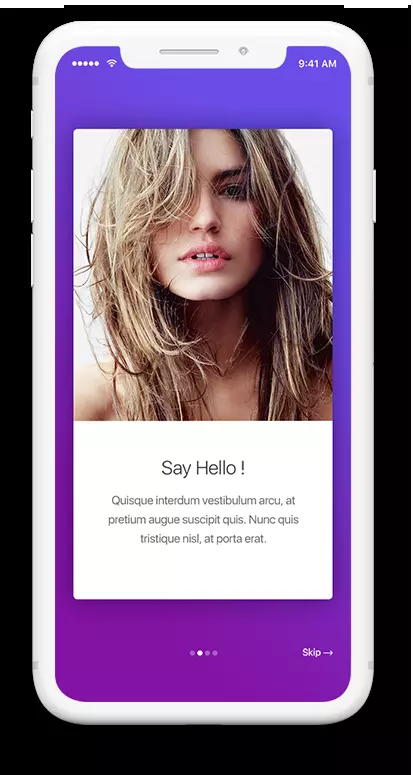 9:41 AM
Say Hello !
Quisque interdum vestibulum arcu, at
pretium augue suscipit quis. Nunc quis
tristique nisl, at porta erat.
Skip →